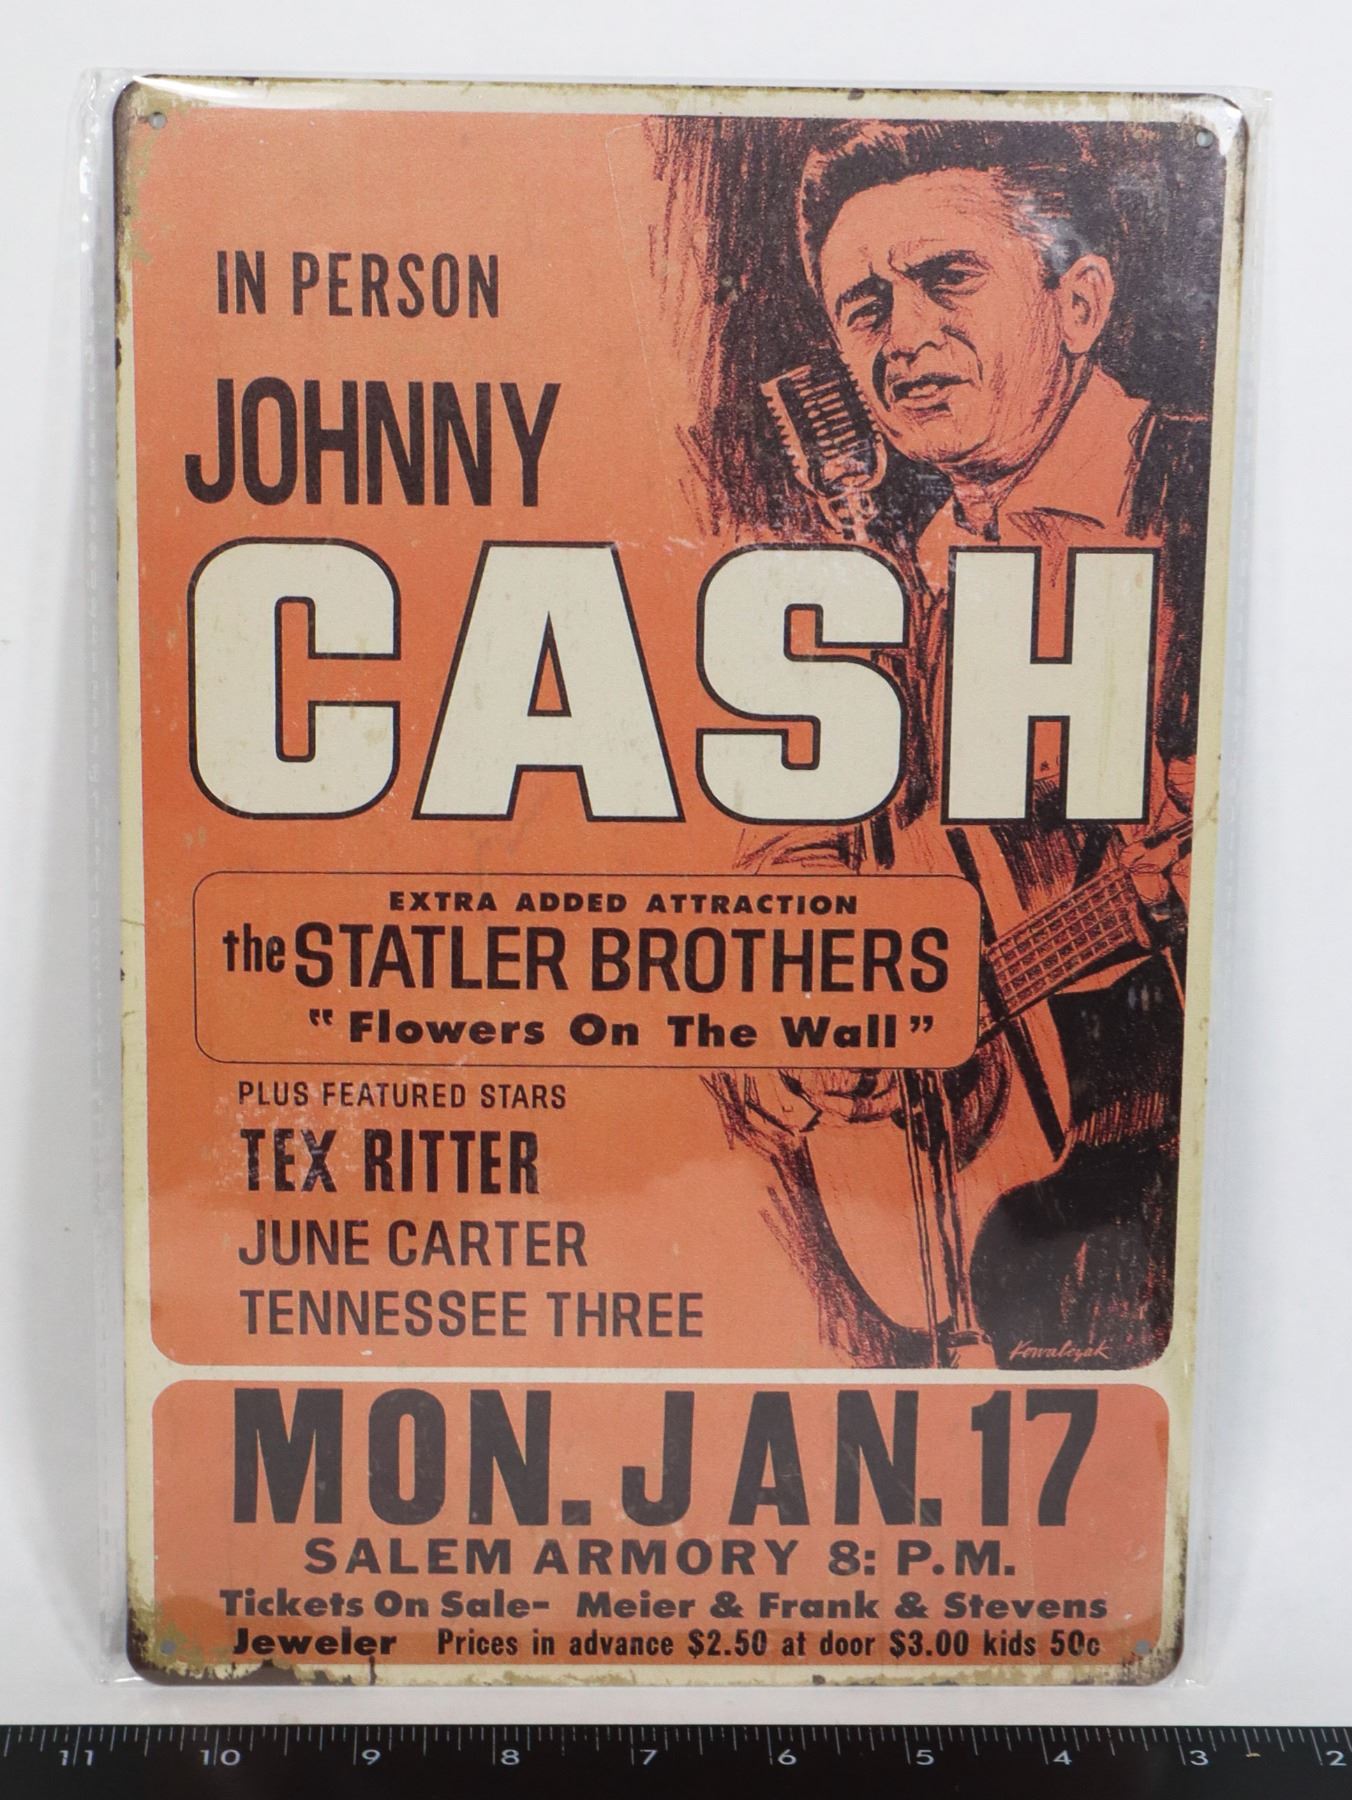 IN PERSON
JOHNNY
CASH
EXTRA ADDED ATTRACTION
the STATLER BROTHERS
"Flowers On The Wall"
PLUS FEATURED STARS
TEX RITTER
JUNE CARTER
TENNESSEE THREE
Kowalczak
MON. JAN. 17
SALEM ARMORY 8: P.M.
Tickets On Sale- Meier & Frank & Stevens
Jeweler Prices in advance $2.50 at door $3.00 kids 50c
11 10 9 8 7 6 5 4 3 2